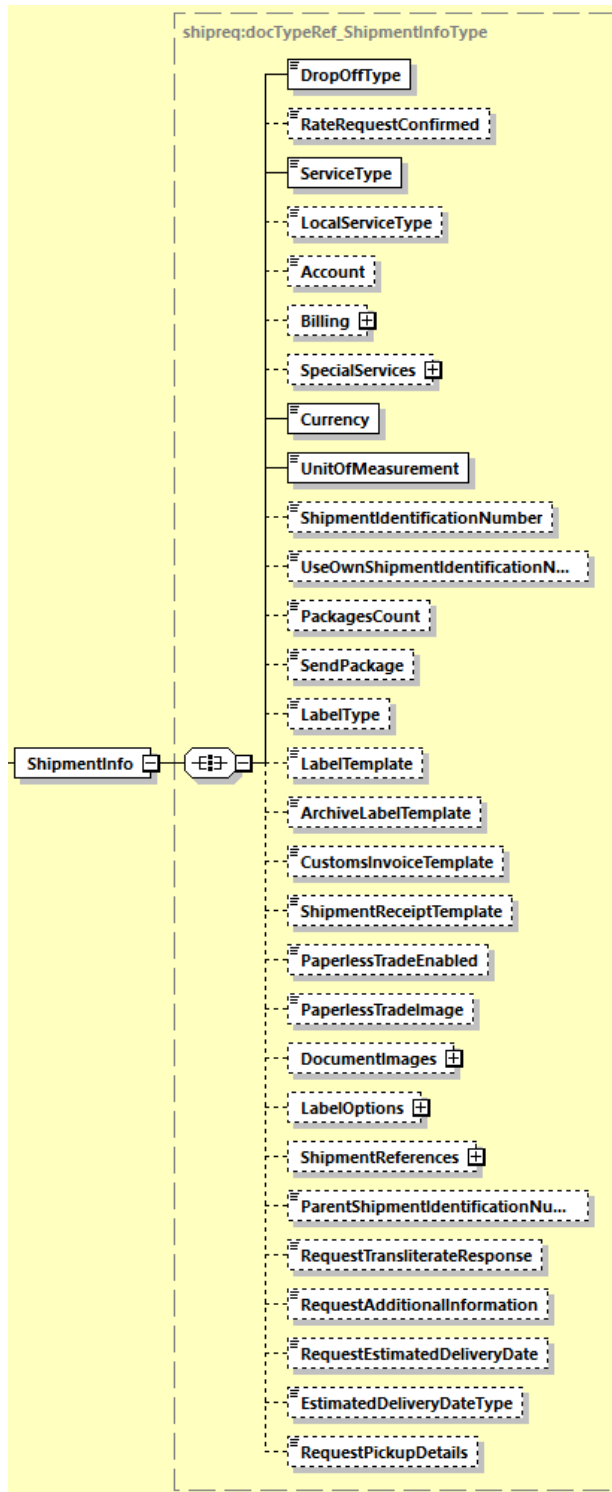 shipreq:docTypeRef_ShipmentInfoType
DropOffType
RateRequestConfirmed
ServiceType
LocalServiceType
Account
Billing
SpecialServices
Currency
UnitOfMeasurement
ShipmentIdentificationNumber
UseOwnShipmentIdentificationN...
PackagesCount
SendPackage
LabelType
ShipmentInfo
LabelTemplate
ArchiveLabelTemplate
CustomsInvoiceTemplate
ShipmentReceiptTemplate
PaperlessTradeEnabled
PaperlessTradeImage
DocumentImages
LabelOptions
ShipmentReferences
ParentShipmentIdentificationNu...
RequestTransliterateResponse
RequestAdditionalInformation
RequestEstimatedDeliveryDate
EstimatedDeliveryDateType
RequestPickupDetails